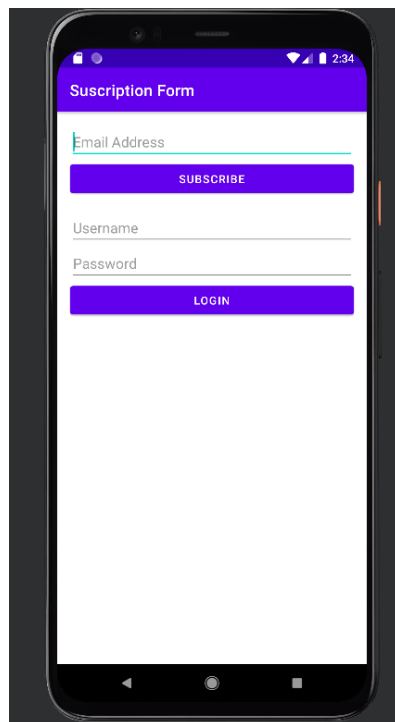 2:34
Suscription Form
Email Address
SUBSCRIBE
Username
Password
LOGIN